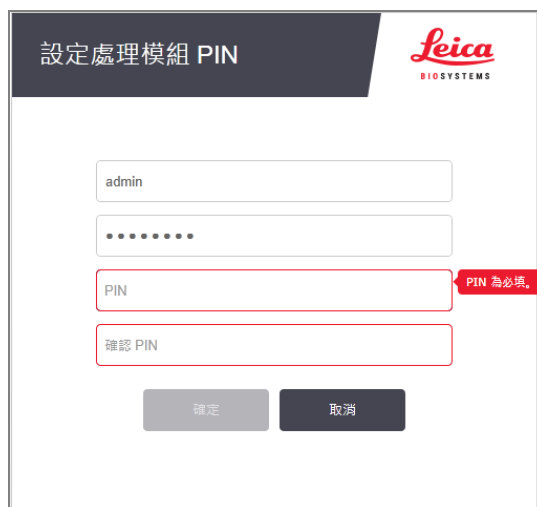 設定處理模組 PIN
Leica
BIOSYSTEMS
admin
••••••••
PIN
PIN 為必填。
確認 PIN
確定
取消